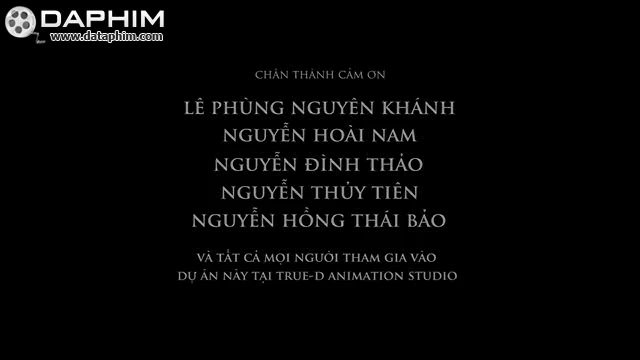 DAPHIM
www.dataphim.com
CHÂN THÀNH CẢM ƠN
LÊ PHÙNG NGUYÊN KHÁNH
NGUYỄN HOÀI NAM
NGUYỄN ĐÌNH THẢO
NGUYỄN THỦY TIÊN
NGUYỄN HỒNG THÁI BẢO
VÀ TẤT CẢ MỌI NGƯỜI THAM GIA VÀO
DỰ ÁN NÀY TẠI TRUE-D ANIMATION STUDIO